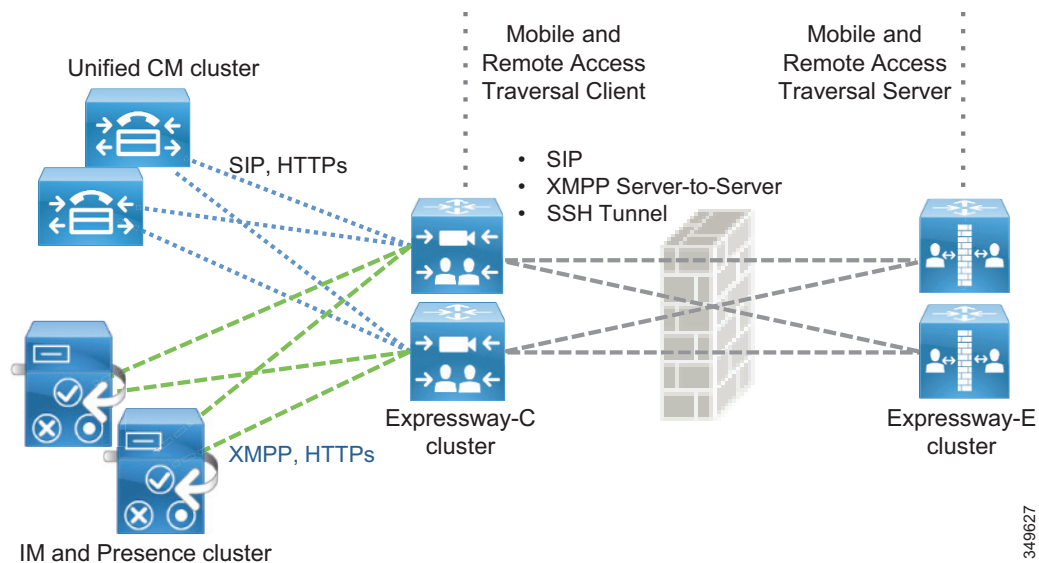 Unified CM cluster
Mobile and
Remote Access
Traversal Client
Mobile and
Remote Access
Traversal Server
SIP, HTTPs
• SIP
• XMPP Server-to-Server
• SSH Tunnel
Expressway-C
cluster
Expressway-E
cluster
XMPP, HTTPs
IM and Presence cluster
349627